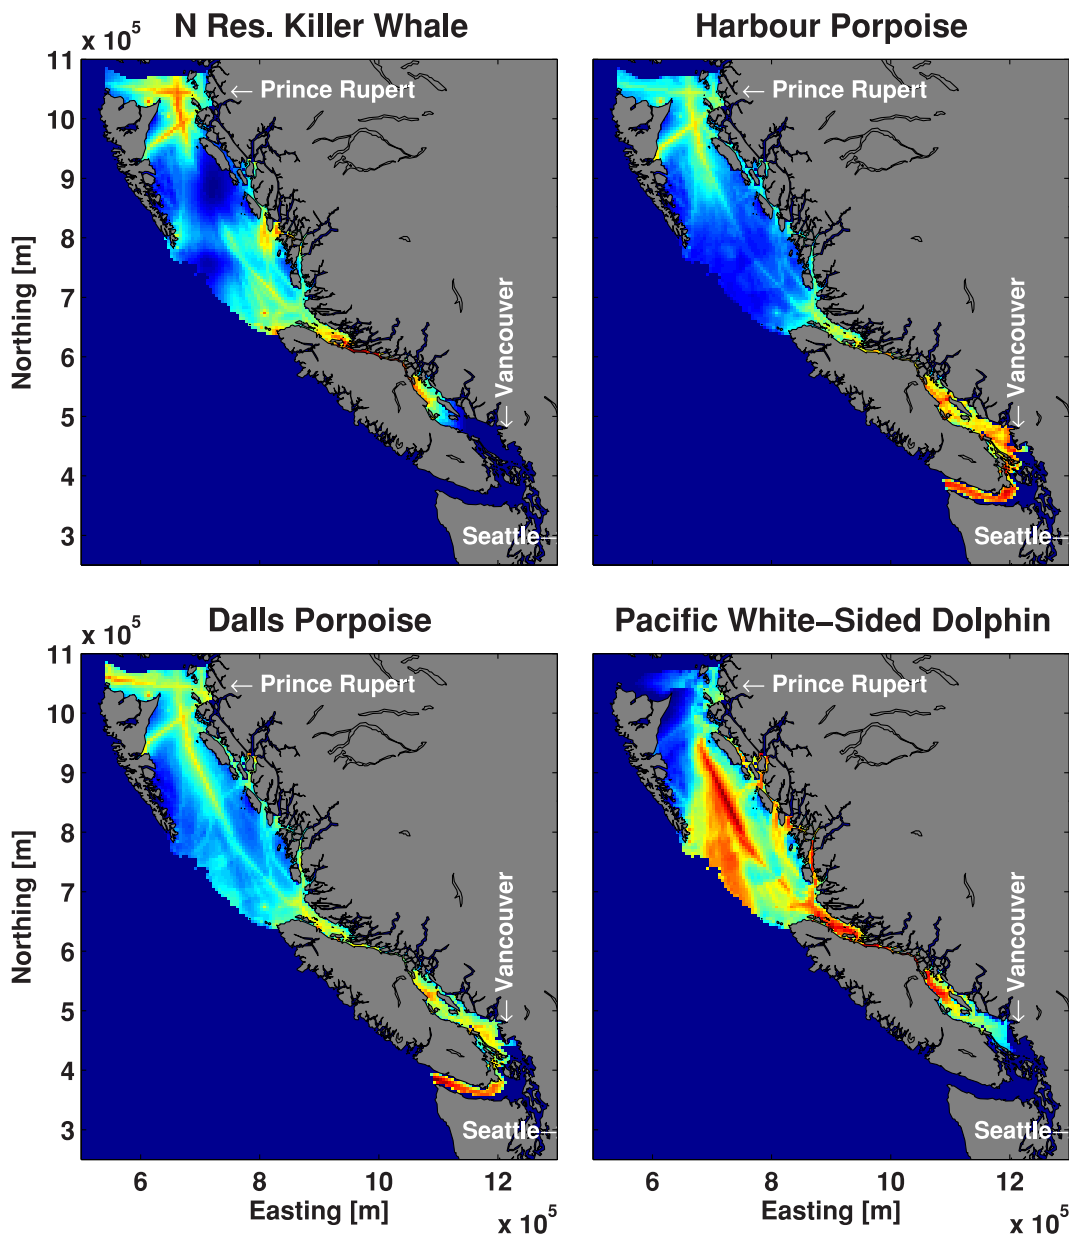 N Res. Killer Whale
Harbour Porpoise
x 10^5
11
10
9
8
7
6
5
4
3
Northing [m]
← Prince Rupert
← Vancouver
Seattle
← Prince Rupert
← Vancouver
Seattle
Dalls Porpoise
Pacific White-Sided Dolphin
x 10^5
11
10
9
8
7
6
5
4
3
Northing [m]
← Prince Rupert
← Vancouver
Seattle
← Prince Rupert
← Vancouver
Seattle
6 8 10 12
Easting [m]
x 10^5
6 8 10 12
Easting [m]
x 10^5